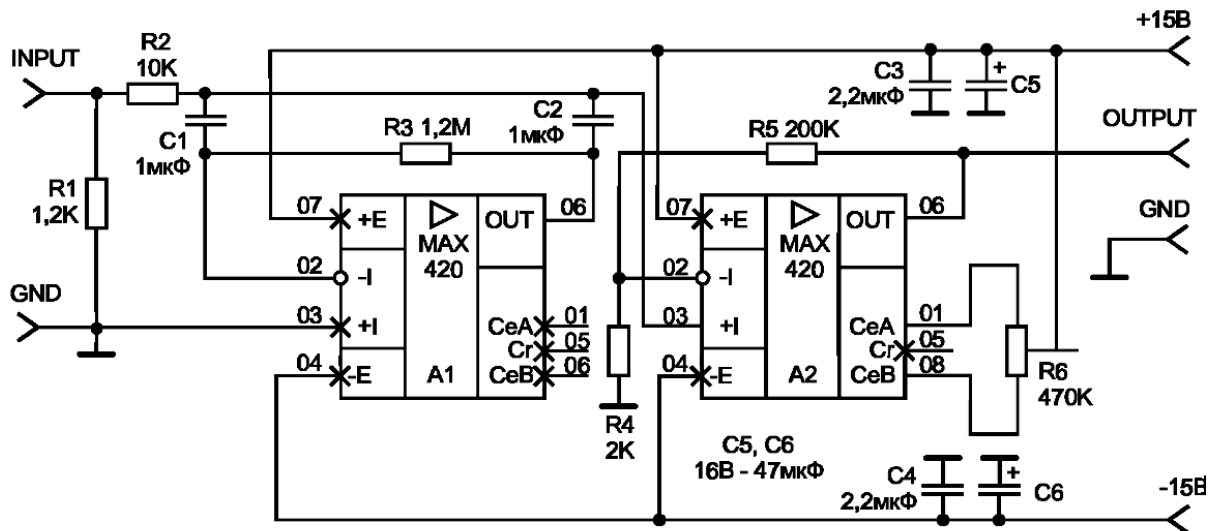 +15В
INPUT
R2
10K
C3
2,2мкФ
+
C5
C2
1мкФ
OUTPUT
R3 1,2M
R5 200K
C1
1мкФ
R1
1,2K
07
+E
MAX
420
OUT
06
07
+E
MAX
420
OUT
06
GND
02
-I
02
-I
GND
03
+I
CeA
01
03
+I
CeA
01
Cr
05
Cr
05
04
-E
A1
CeB
06
04
-E
A2
CeB
08
R6
470K
R4
2K
C5, C6
16В - 47мкФ
C4
2,2мкФ
+
C6
-15В